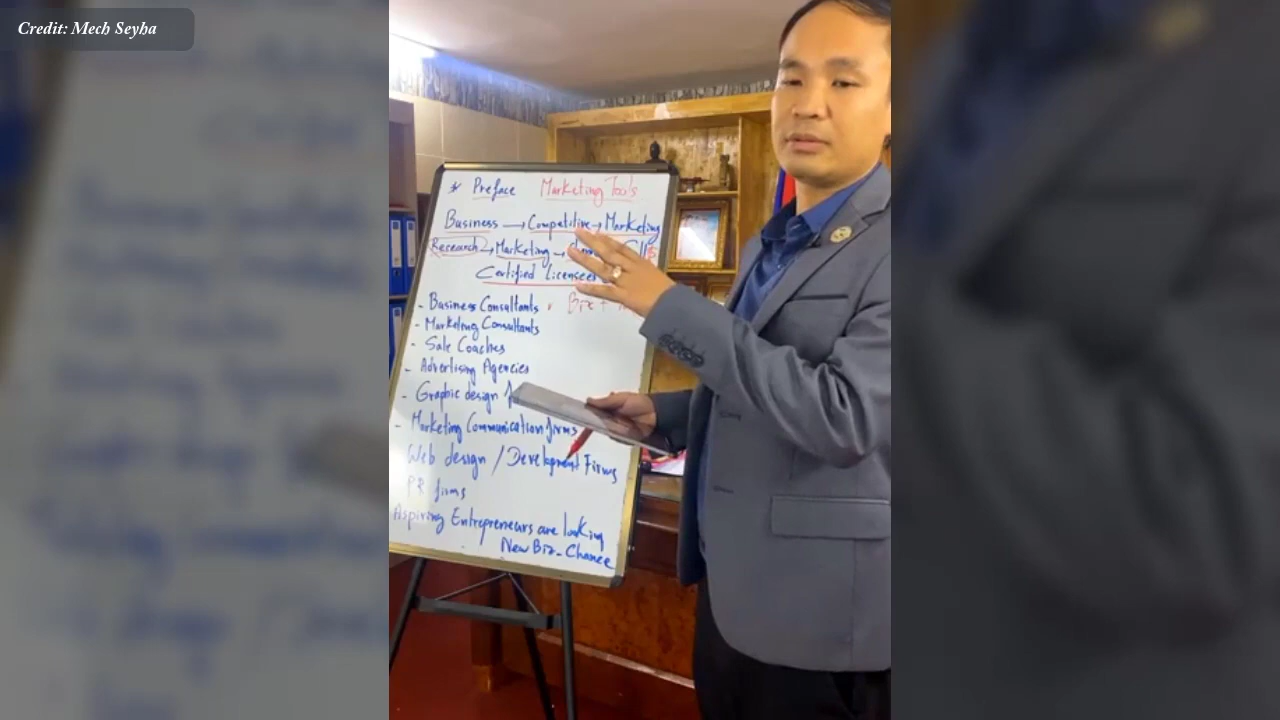 Credit: Mech Seyha
* Preface Marketing Tools
Business → Competitive → Marketing
Research → Marketing →
Certified Licensees
- Business Consultants
- Marketing Consultants
- Sale Coaches
- Advertising Agencies
- Graphic design
- Marketing Communication firms
Web design / Development Firms
PR firms
Aspiring Entrepreneurs are looking
New Biz - Chance